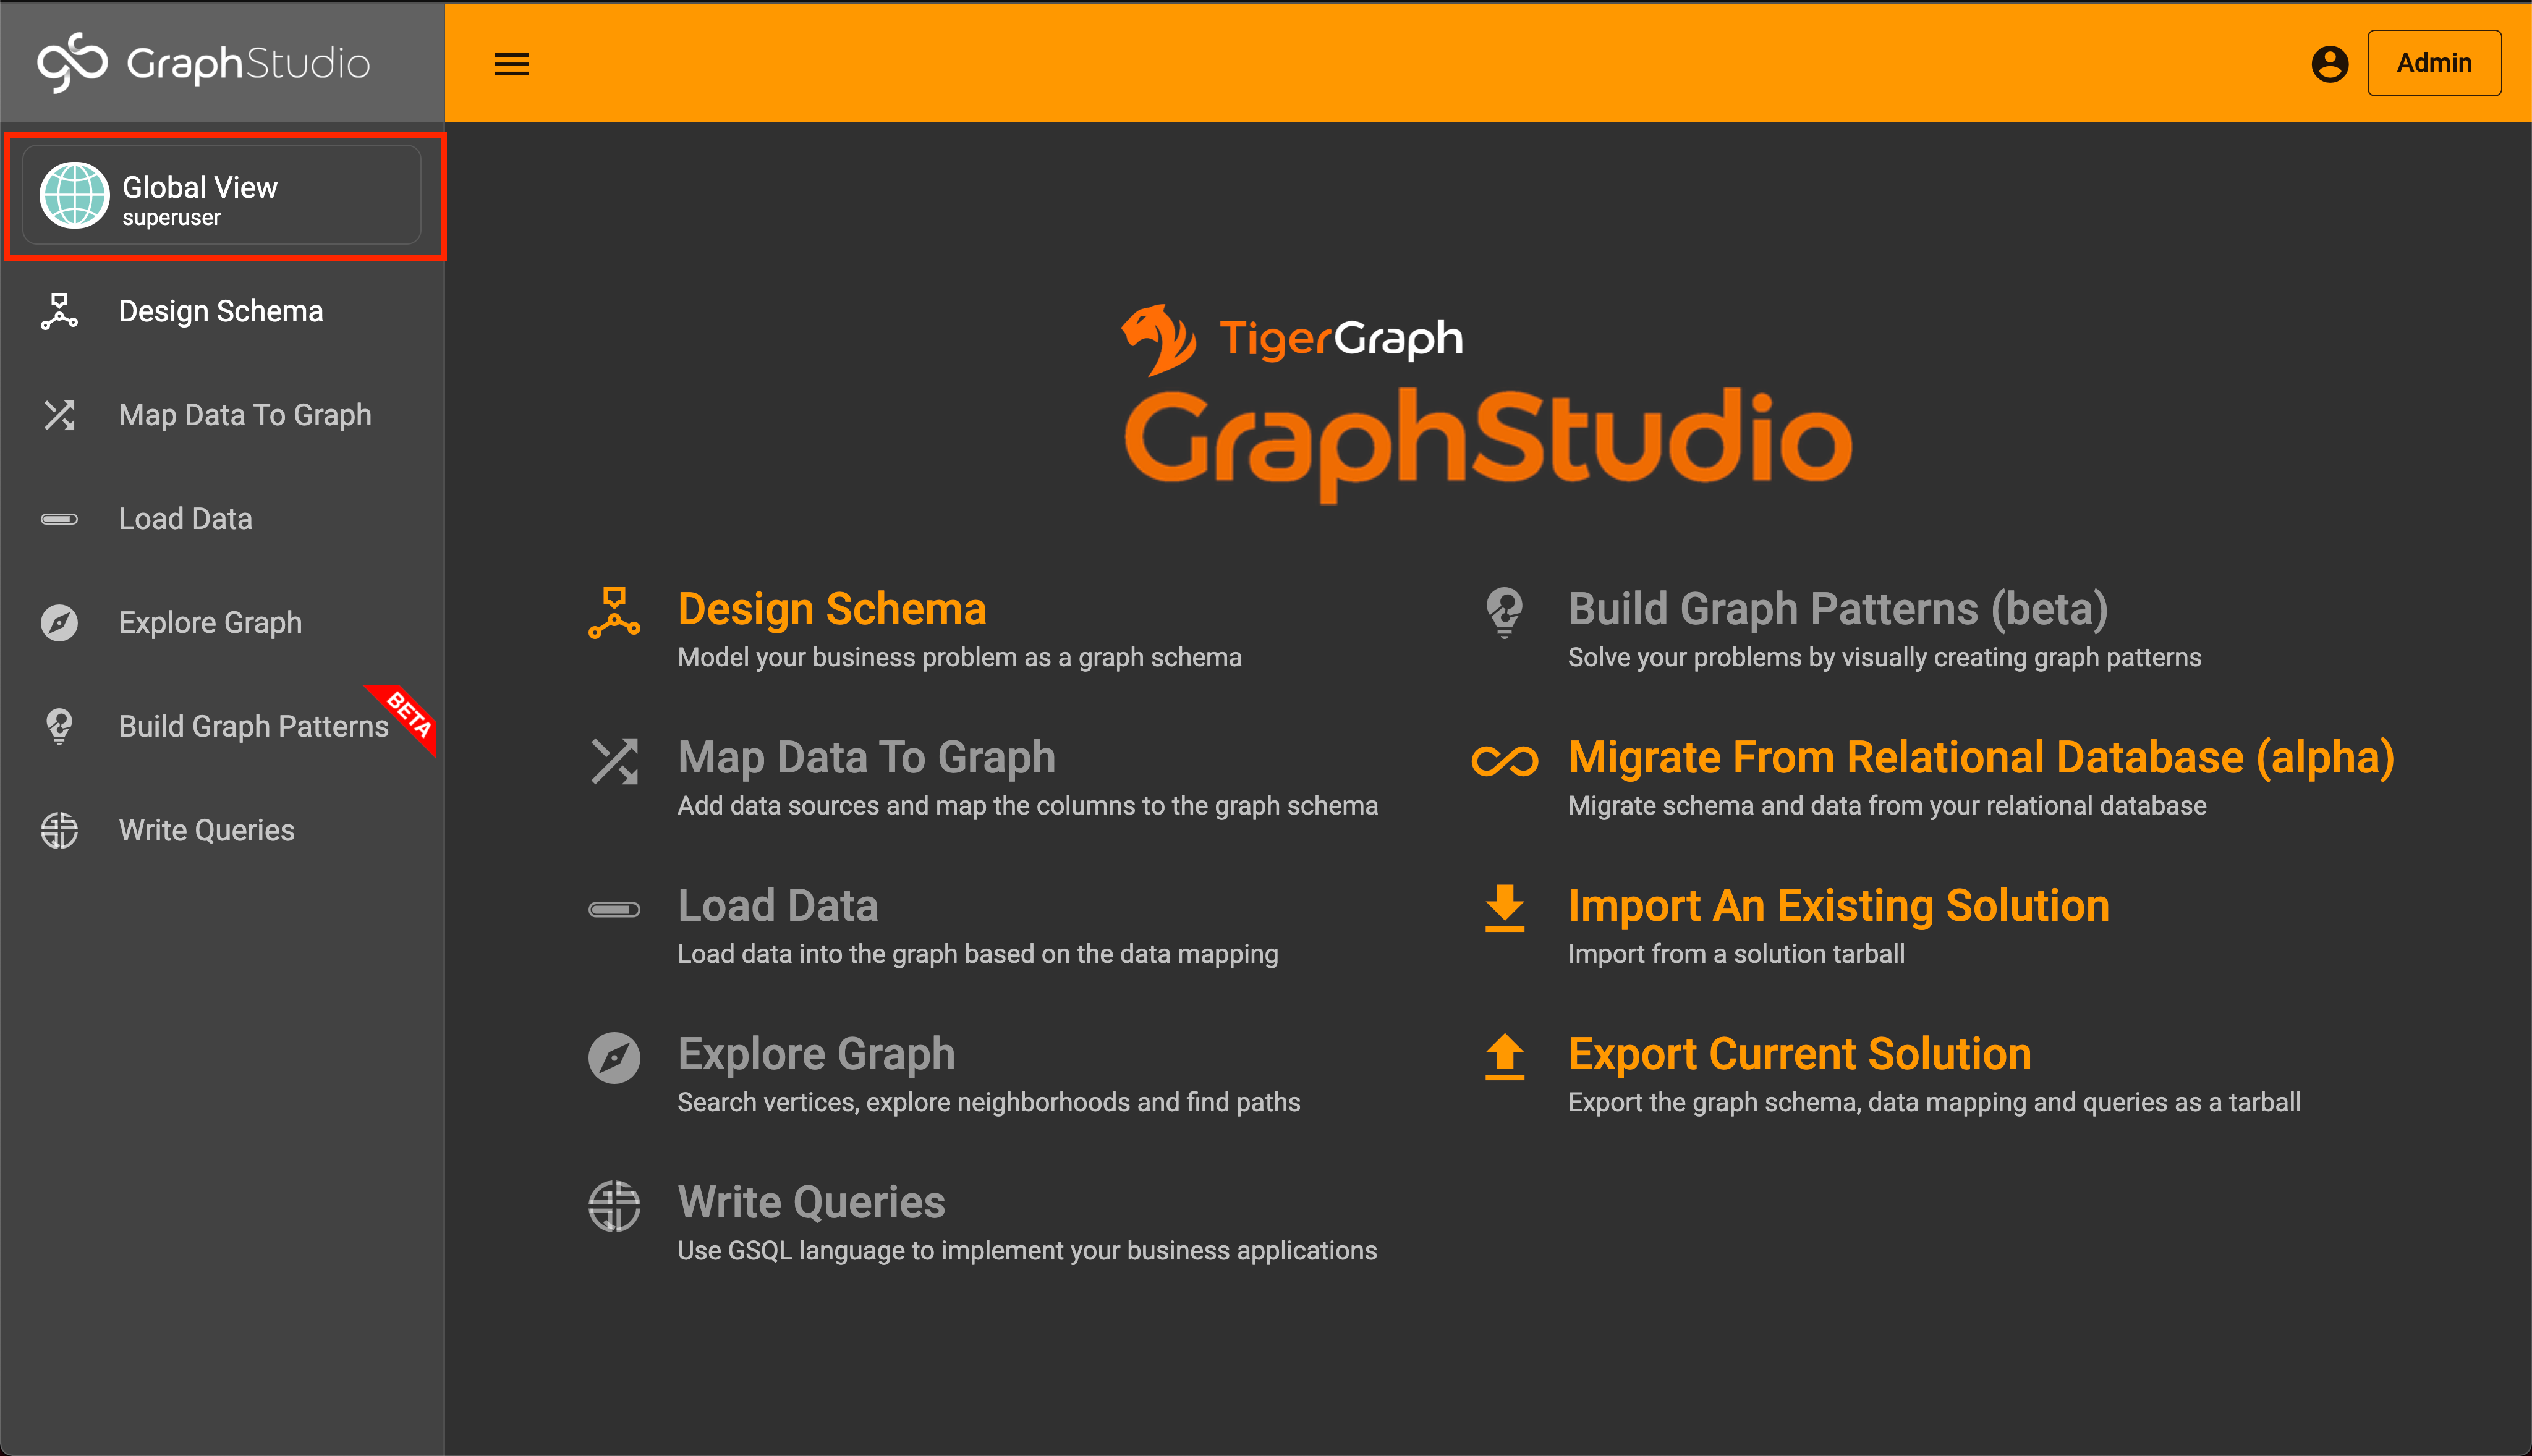 GraphStudio
Admin
Global View
superuser
Design Schema
Map Data To Graph
Load Data
Explore Graph
Build Graph Patterns
BETA
Write Queries
TigerGraph
GraphStudio
Design Schema
Model your business problem as a graph schema
Map Data To Graph
Add data sources and map the columns to the graph schema
Load Data
Load data into the graph based on the data mapping
Explore Graph
Search vertices, explore neighborhoods and find paths
Write Queries
Use GSQL language to implement your business applications
Build Graph Patterns (beta)
Solve your problems by visually creating graph patterns
Migrate From Relational Database (alpha)
Migrate schema and data from your relational database
Import An Existing Solution
Import from a solution tarball
Export Current Solution
Export the graph schema, data mapping and queries as a tarball